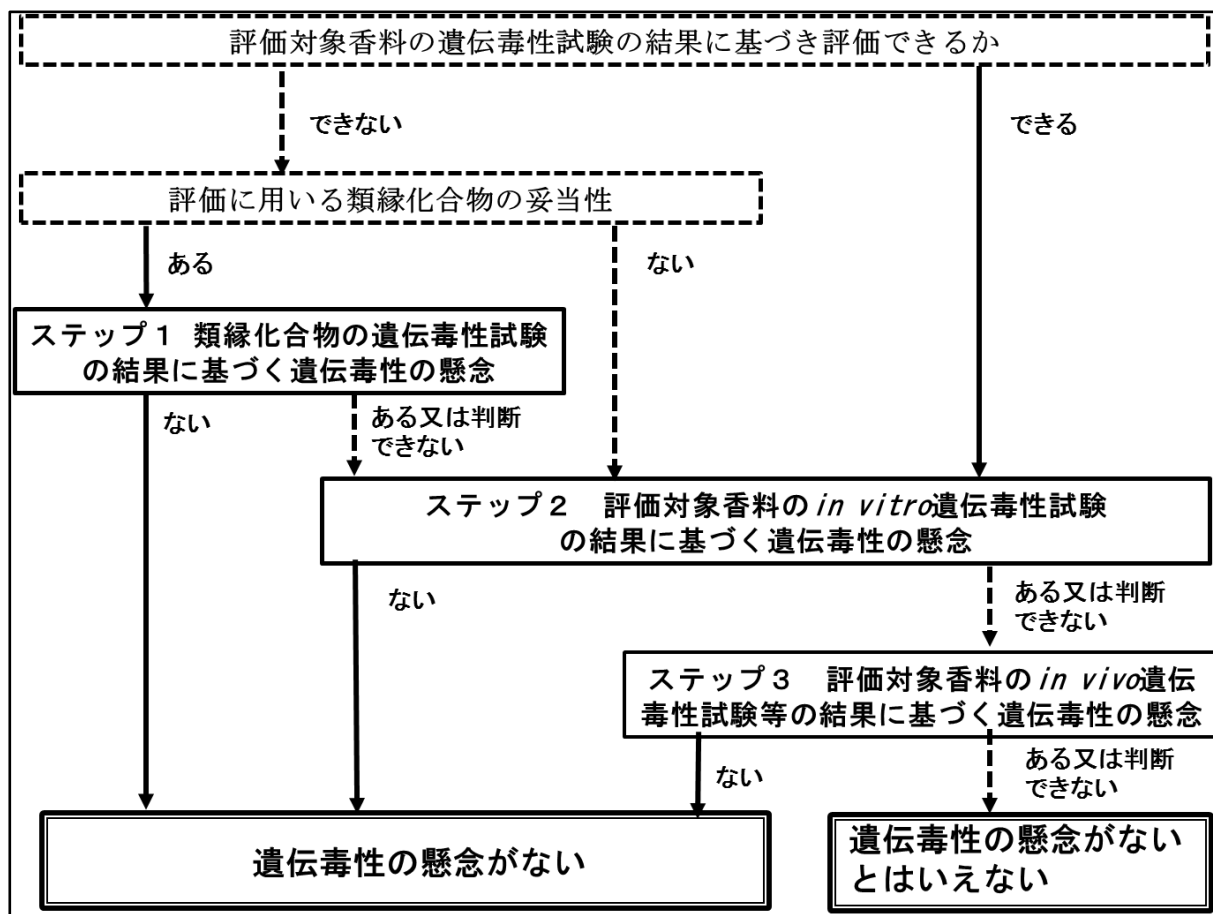 評価対象香料の遺伝毒性試験の結果に基づき評価できるか
できない
できる
評価に用いる類縁化合物の妥当性
ある
ない
ステップ１ 類縁化合物の遺伝毒性試験
の結果に基づく遺伝毒性の懸念
ない
ある又は判断
できない
ステップ２　評価対象香料のin vitro遺伝毒性試験
の結果に基づく遺伝毒性の懸念
ない
ある又は判断
できない
ステップ３　評価対象香料のin vivo遺伝
毒性試験等の結果に基づく遺伝毒性の懸念
ない
ある又は判断
できない
遺伝毒性の懸念がない
遺伝毒性の懸念がない
とはいえない